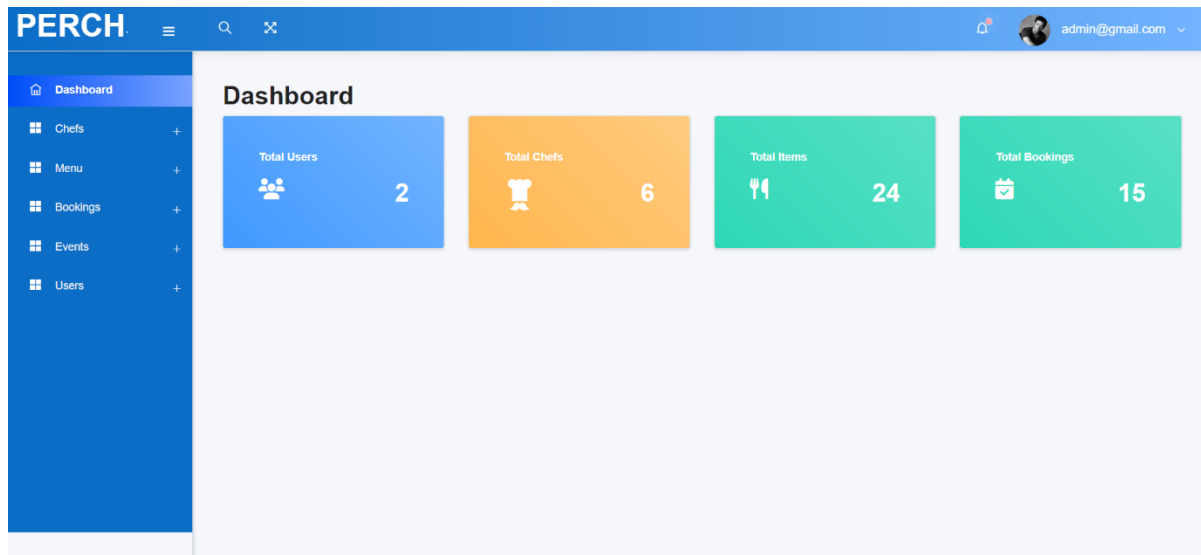 PERCH.
admin@gmail.com
Dashboard
Chefs
Menu
Bookings
Events
Users
Dashboard
Total Users
2
Total Chefs
6
Total Items
24
Total Bookings
15